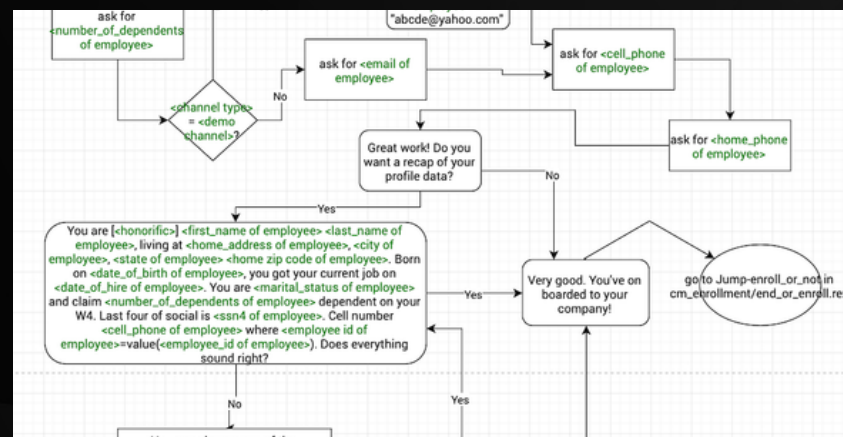 ask for
<number_of_dependents
of employee>
"abcde@yahoo.com"
ask for <email of
employee>
ask for <cell_phone
of employee>
No
<channel type>
= <demo
channel>?
Great work! Do you
want a recap of your
profile data?
ask for <home_phone
of employee>
No
Yes
You are [<honorific>] <first_name of employee> <last_name of
employee>, living at <home_address of employee>, <city of
employee>, <state of employee> <home zip code of employee>. Born
on <date_of_birth of employee>, you got your current job on
<date_of_hire of employee>. You are <marital_status of employee>
and claim <number_of_dependents of employee> dependent on your
W4. Last four of social is <ssn4 of employee>. Cell number
<cell_phone of employee> where <employee id of
employee>=value(<employee_id of employee>). Does everything
sound right?
Yes
Very good. You've on
boarded to your
company!
go to Jump-enroll_or_not in
cm_enrollment/end_or_enroll.re
No
Yes